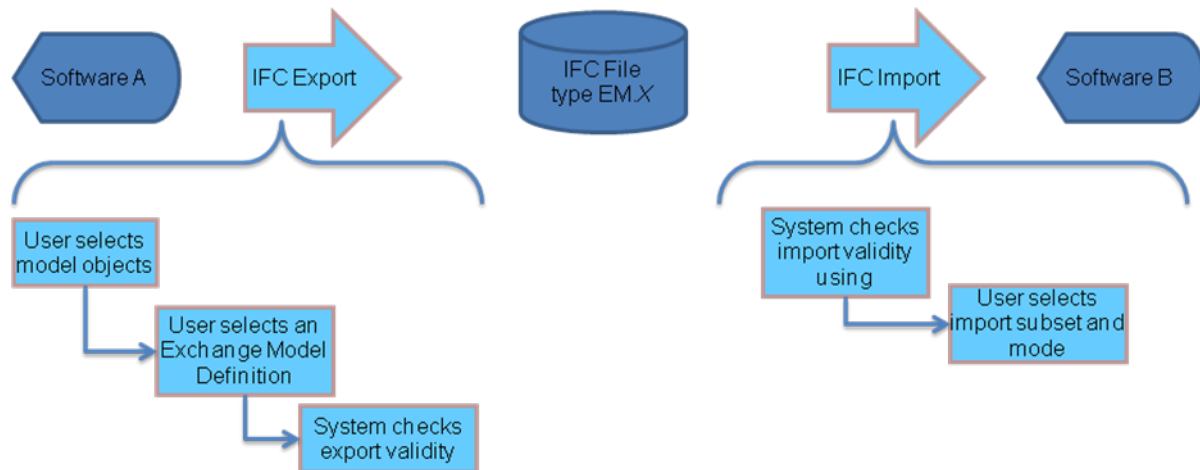 Software A
IFC Export
IFC File
type EM.X
IFC Import
Software B
User selects
model objects
User selects an
Exchange Model
Definition
System checks
export validity
System checks
import validity
using
User selects
import subset and
mode